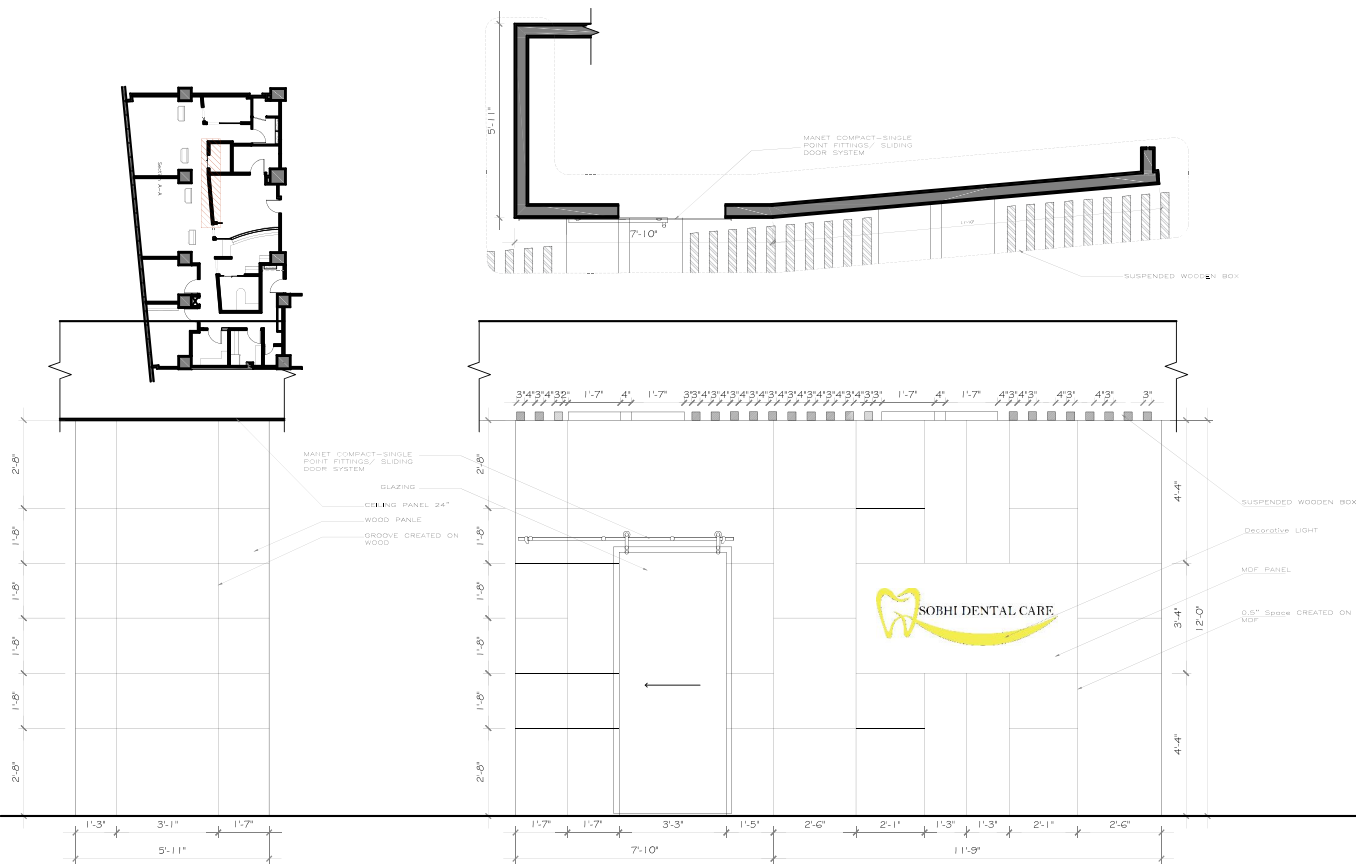 5'-11"
MANET COMPACT-SINGLE
POINT FITTINGS/ SLIDING
DOOR SYSTEM
Section A-A
7'-10"
SUSPENDED WOODEN BOX
3" 4" 3" 4" 3" 4" 3" 2" 1'-7" 4" 1'-7" 3" 3" 4" 3" 4" 3" 4" 3" 4" 3" 4" 3" 4" 3" 4" 3" 4" 3" 4" 3" 3" 1'-7" 4" 1'-7" 4" 3" 4" 3" 4" 3" 4" 3" 3"
2'-8"
1'-8"
1'-8"
1'-8"
1'-8"
2'-8"
MANET COMPACT-SINGLE
POINT FITTINGS/ SLIDING
DOOR SYSTEM
GLAZING
CEILING PANEL 24"
WOOD PANLE
GROOVE CREATED ON
WOOD
2'-8"
1'-8"
1'-8"
1'-8"
1'-8"
2'-8"
SOBHI DENTAL CARE
4'-4"
3'-4"
4'-4"
12'-0"
SUSPENDED WOODEN BOX
Decorative LIGHT
MDF PANEL
0.5" Space CREATED ON
MDF
1'-3" 3'-1" 1'-7"
5'-11"
1'-7" 1'-7" 3'-3" 1'-5" 2'-6" 2'-1" 1'-3" 1'-3" 2'-1" 2'-6"
7'-10" 11'-9"